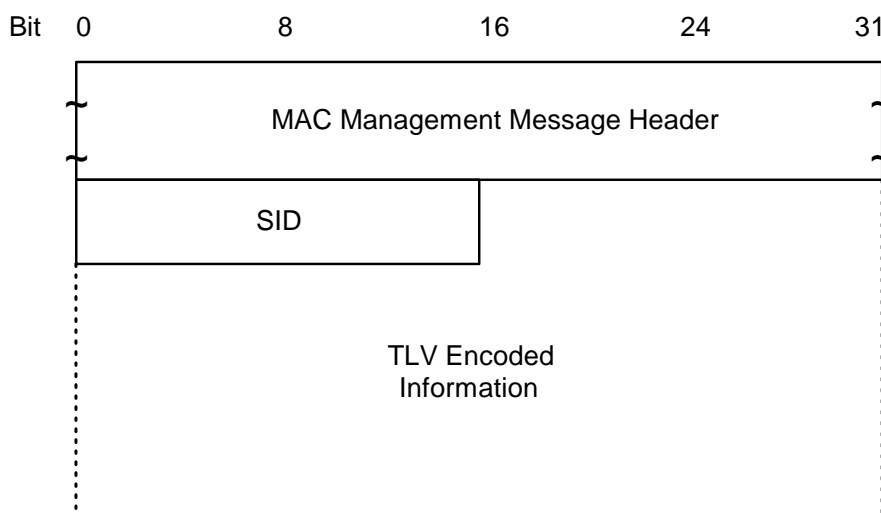 Bit 0 8 16 24 31
MAC Management Message Header
SID
TLV Encoded
Information